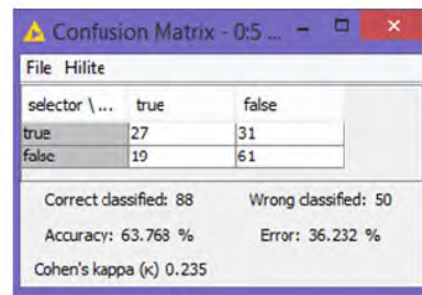 Confusion Matrix - 0:5 ...
File Hilite
selector \ ... true false
true 27 31
false 19 61
Correct classified: 88 Wrong classified: 50
Accuracy: 63.768 % Error: 36.232 %
Cohen's kappa (κ) 0.235